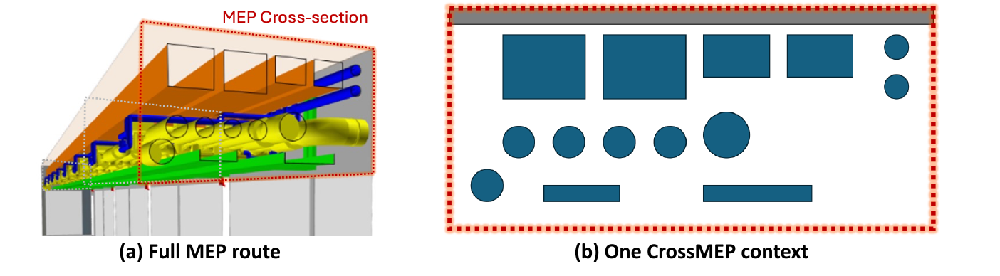 MEP Cross-section
(a) Full MEP route
(b) One CrossMEP context